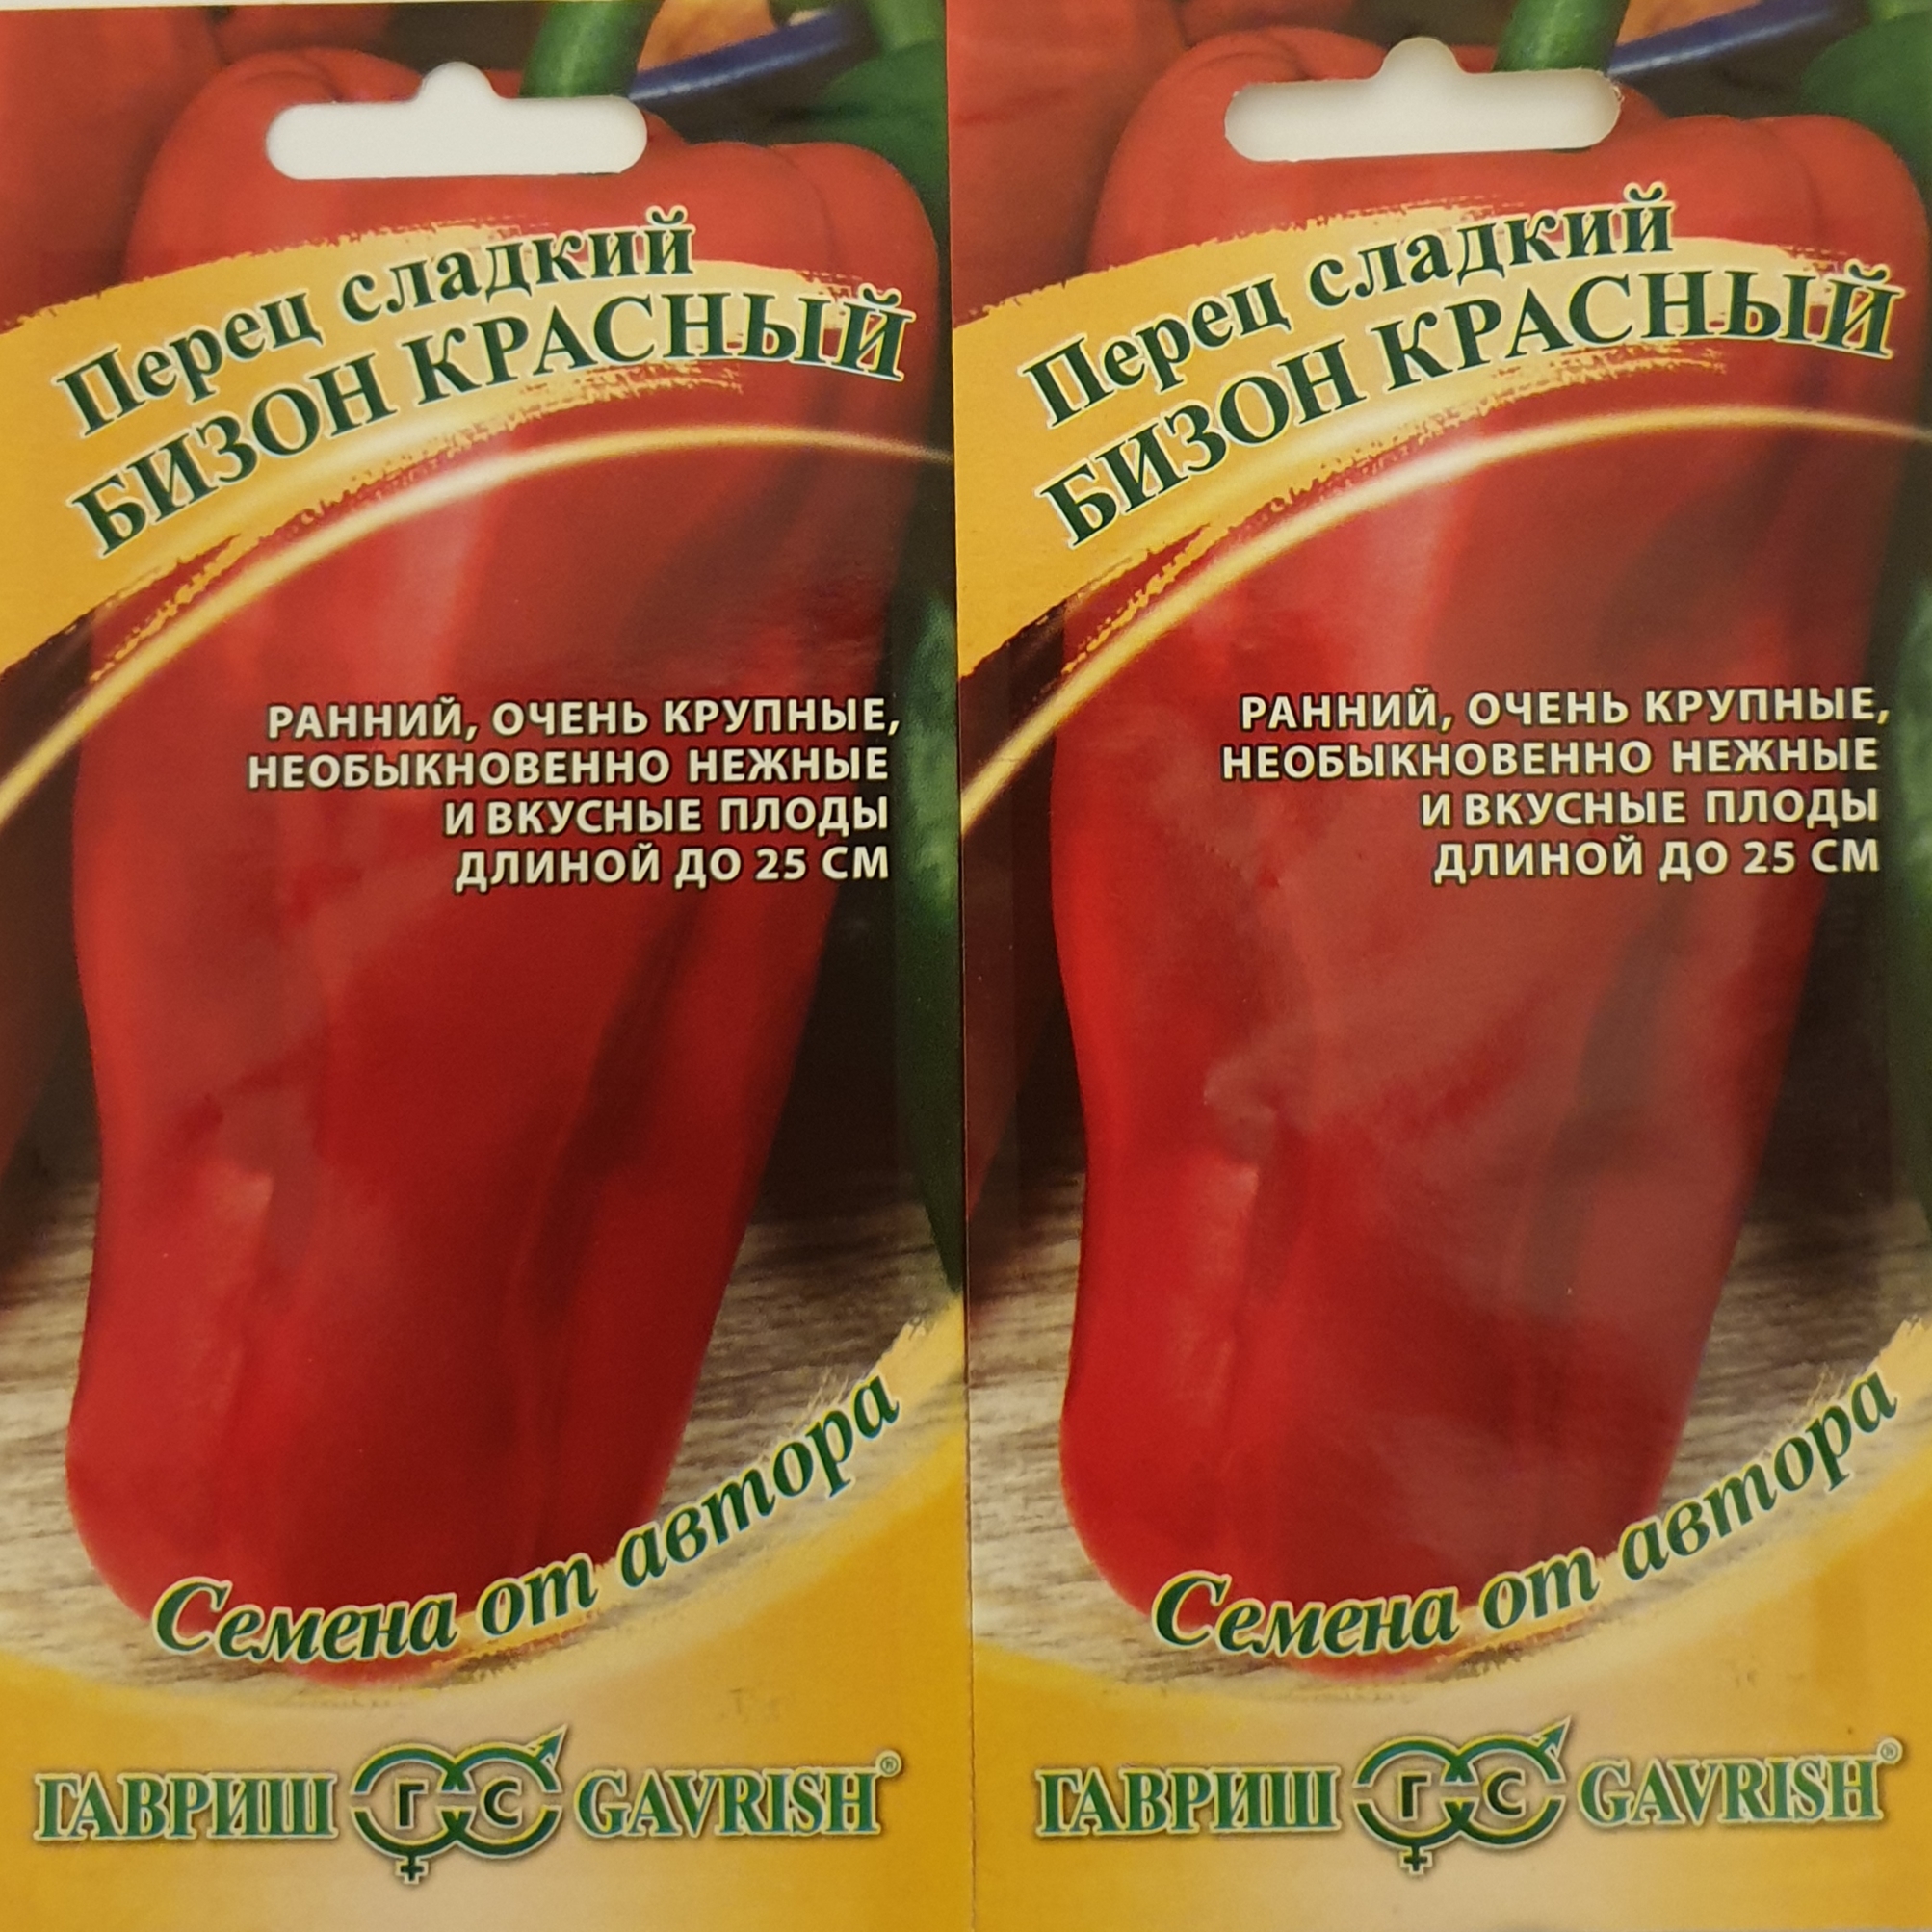 Перец сладкий
БИЗОН КРАСНЫЙ
РАННИЙ, ОЧЕНЬ КРУПНЫЕ,
НЕОБЫКНОВЕННО НЕЖНЫЕ
И ВКУСНЫЕ ПЛОДЫ
ДЛИНОЙ ДО 25 СМ
Семена от автора
ГАВРИШ ГС GAVRISH®
Перец сладкий
БИЗОН КРАСНЫЙ
РАННИЙ, ОЧЕНЬ КРУПНЫЕ,
НЕОБЫКНОВЕННО НЕЖНЫЕ
И ВКУСНЫЕ ПЛОДЫ
ДЛИНОЙ ДО 25 СМ
Семена от автора
ГАВРИШ ГС GAVRISH®